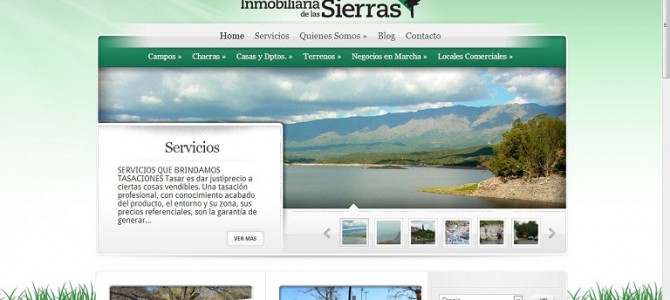 Inmobiliaria
de las Sierras
Home Servicios Quienes Somos » Blog Contacto
Campos » Chacras » Casas y Dptos. » Terrenos » Negocios en Marcha » Locales Comerciales »
Servicios
SERVICIOS QUE BRINDAMOS
TASACIONES Tasar es dar justiprecio a
ciertas cosas vendibles. Una tasación
profesional, con conocimiento acabado
del producto, el entorno y su zona, sus
precios referenciales, son la garantía de
generar...
VER MÁS